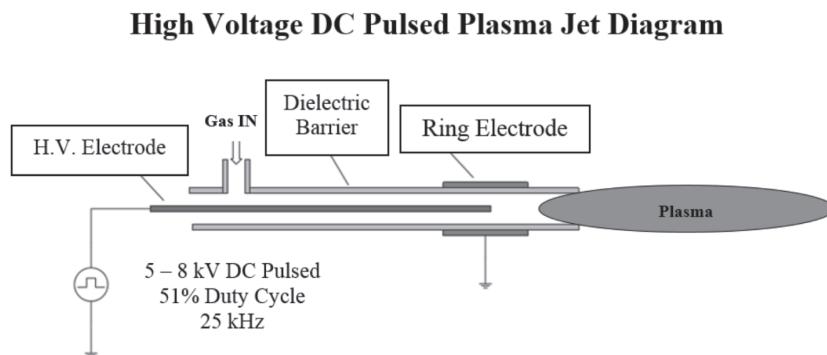 High Voltage DC Pulsed Plasma Jet Diagram
Dielectric
Barrier
Gas IN
Ring Electrode
H.V. Electrode
Plasma
5 – 8 kV DC Pulsed
51% Duty Cycle
25 kHz